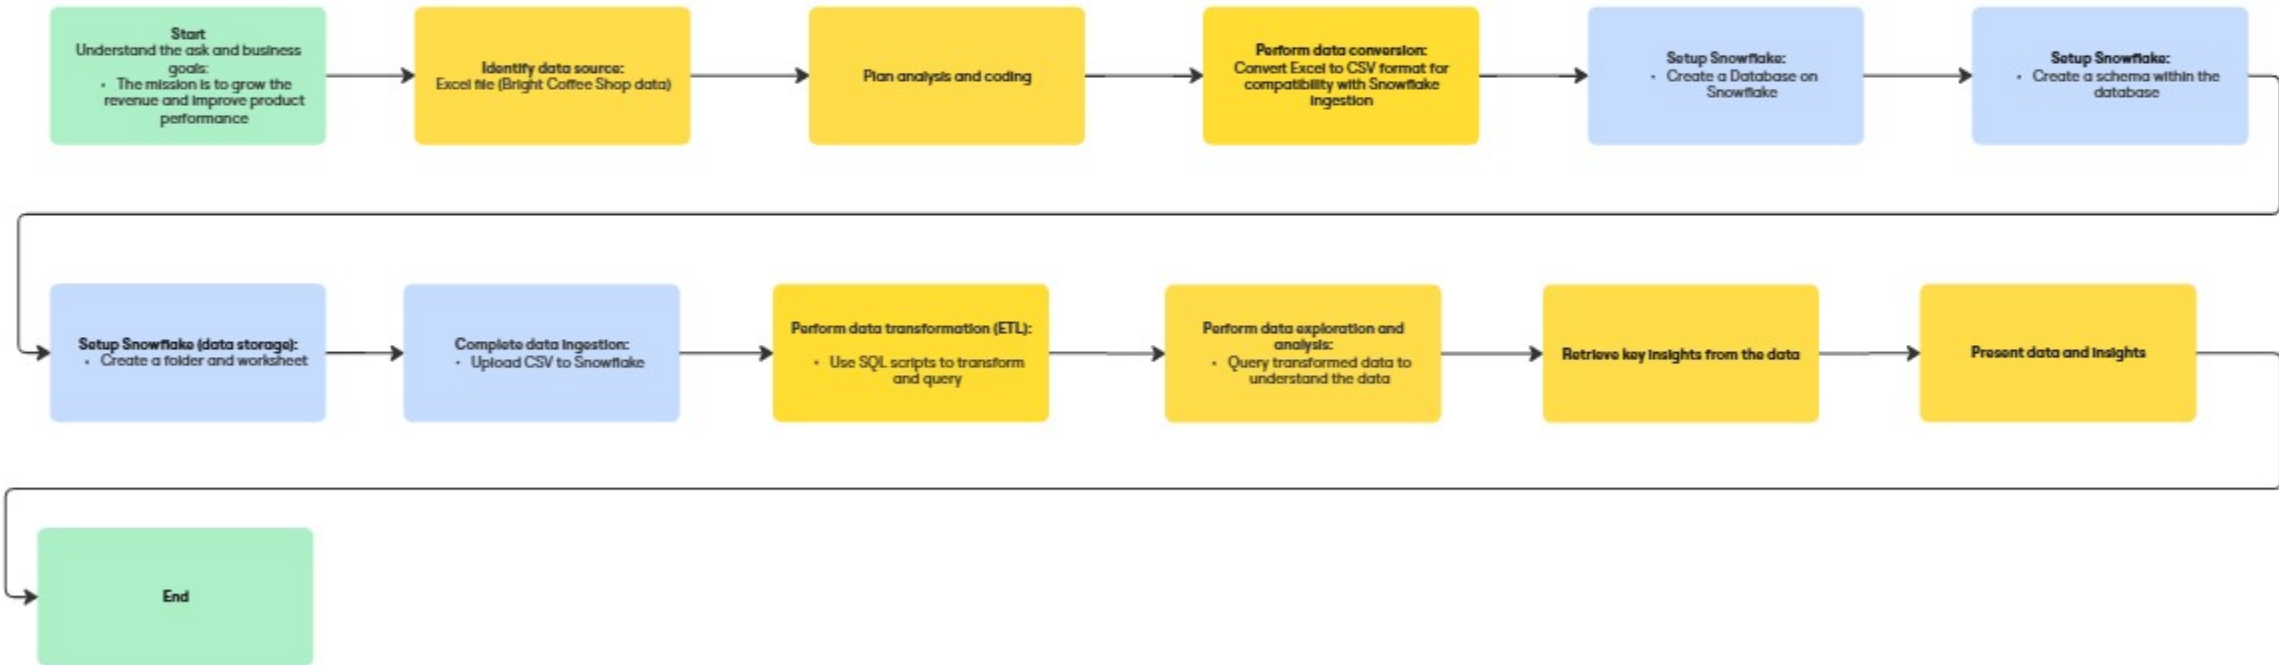 Start
Understand the ask and business
goals:
• The mission is to grow the
revenue and improve product
performance
Identify data source:
Excel file (Bright Coffee Shop data)
Plan analysis and coding
Perform data conversion:
Convert Excel to CSV format for
compatibility with Snowflake
ingestion
Setup Snowflake:
• Create a Database on
Snowflake
Setup Snowflake:
• Create a schema within the
database
Setup Snowflake (data storage):
• Create a folder and worksheet
Complete data ingestion:
• Upload CSV to Snowflake
Perform data transformation (ETL):
• Use SQL scripts to transform
and query
Perform data exploration and
analysis:
• Query transformed data to
understand the data
Retrieve key insights from the data
Present data and insights
End